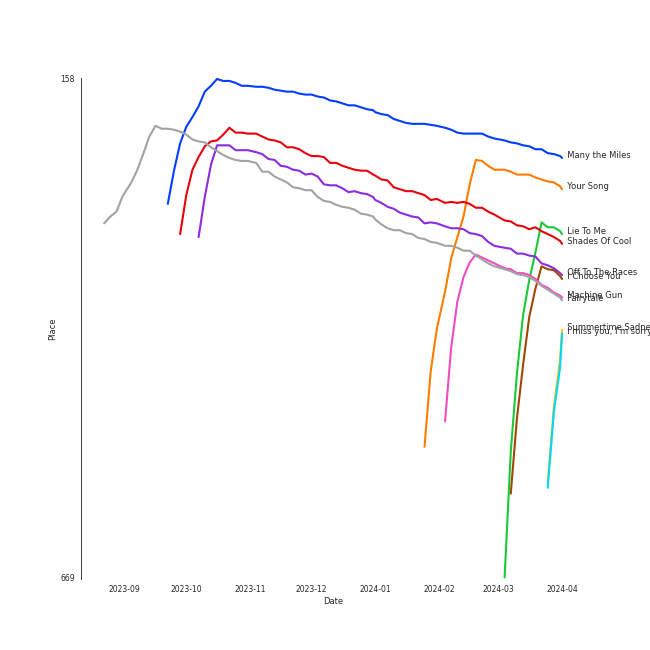 158
Many the Miles
Your Song
Lie To Me
Shades Of Cool
Off To The Races
I Choose You
Machine Gun
Fairytale
Summertime Sadne
I miss you, I'm sorry
Place
669
2023-09
2023-10
2023-11
2023-12
2024-01
2024-02
2024-03
2024-04
Date